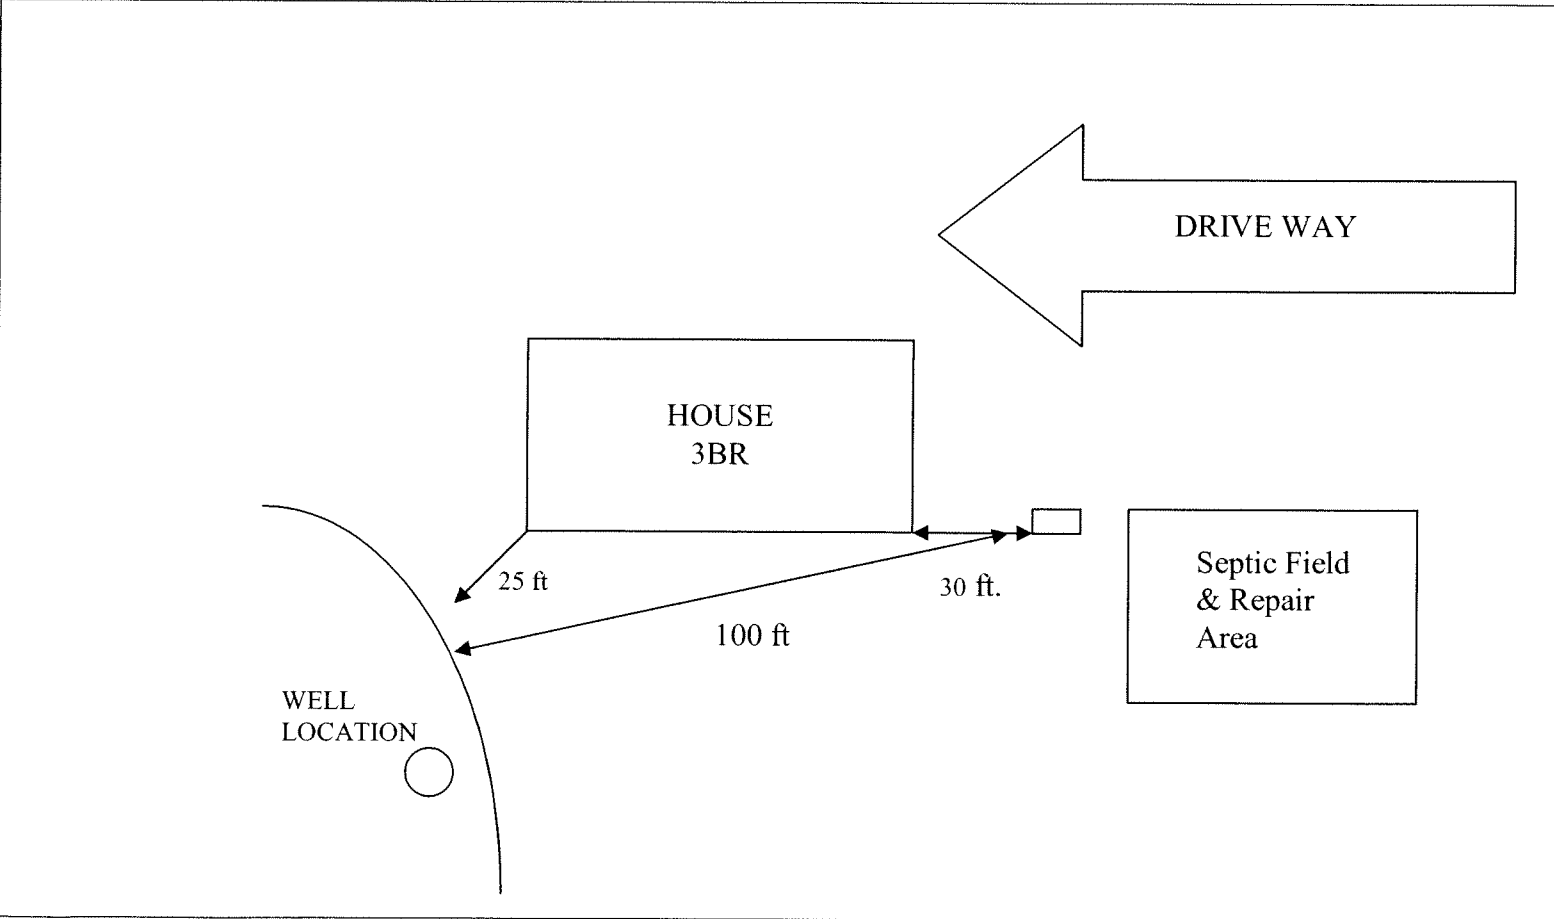 DRIVE WAY
HOUSE
3BR
25 ft
30 ft.
100 ft
Septic Field
& Repair
Area
WELL
LOCATION